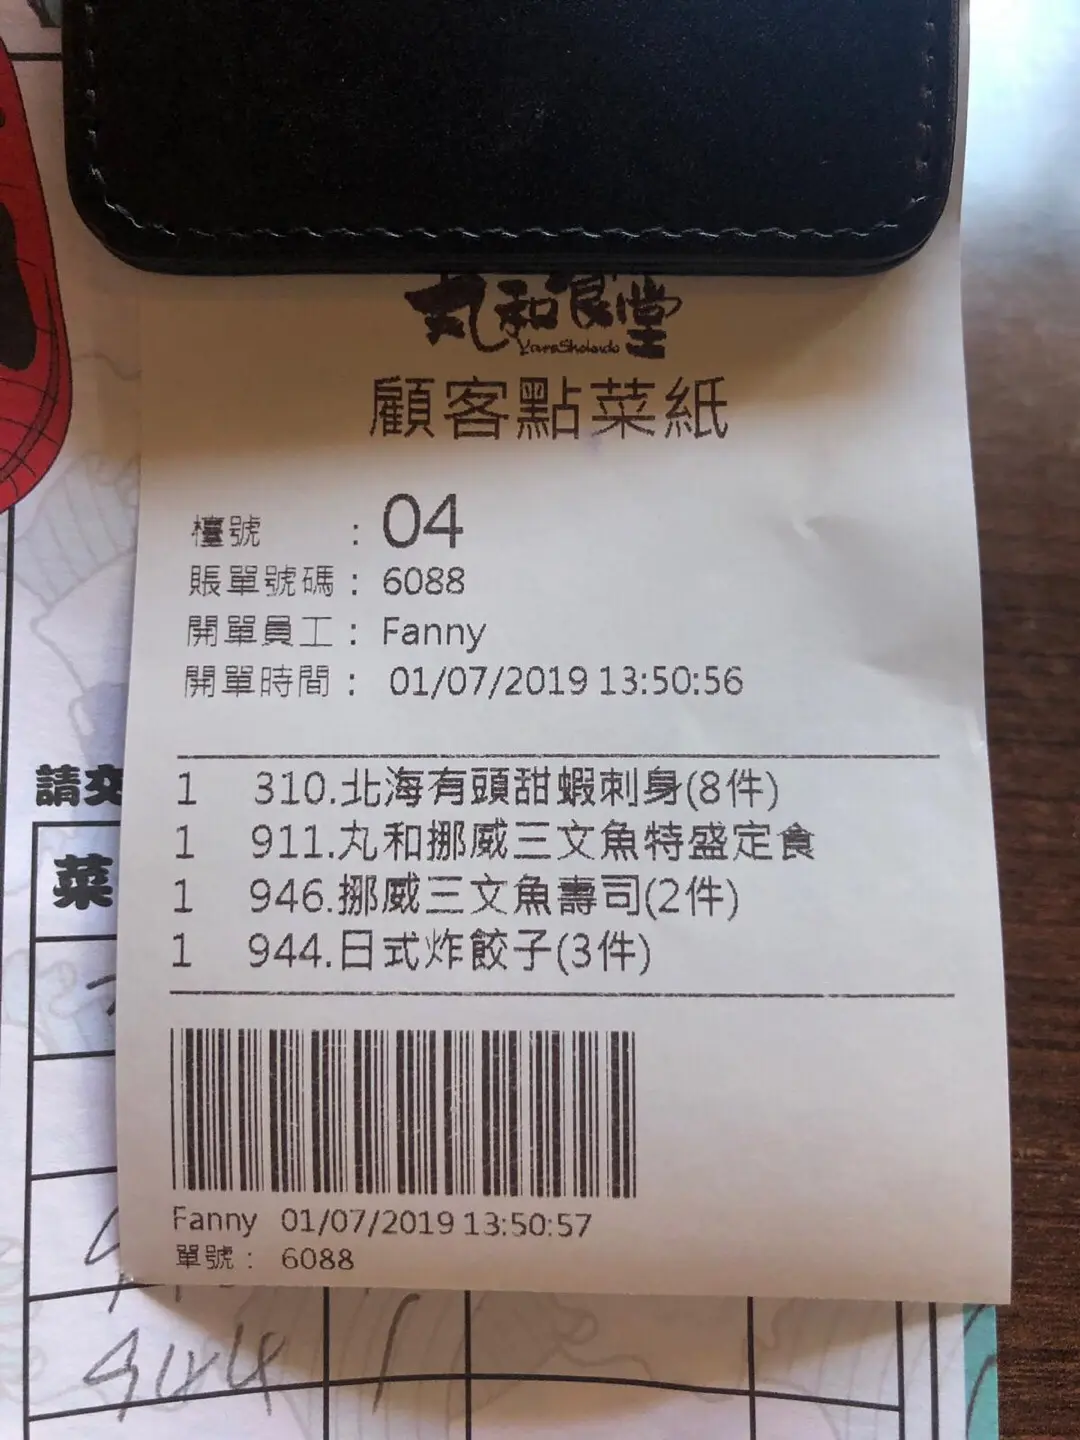 丸和食堂
顧客點菜紙
檯號 : 04
賬單號碼 : 6088
開單員工 : Fanny
開單時間 : 01/07/2019 13:50:56
1 310.北海有頭甜蝦刺身(8件)
1 911.丸和挪威三文魚特盛定食
1 946.挪威三文魚壽司(2件)
1 944.日式炸餃子(3件)
Fanny 01/07/2019 13:50:57
單號 : 6088
請交
菜
944 1